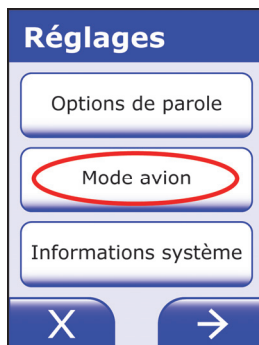 Réglages
Options de parole
Mode avion
Informations système
X →